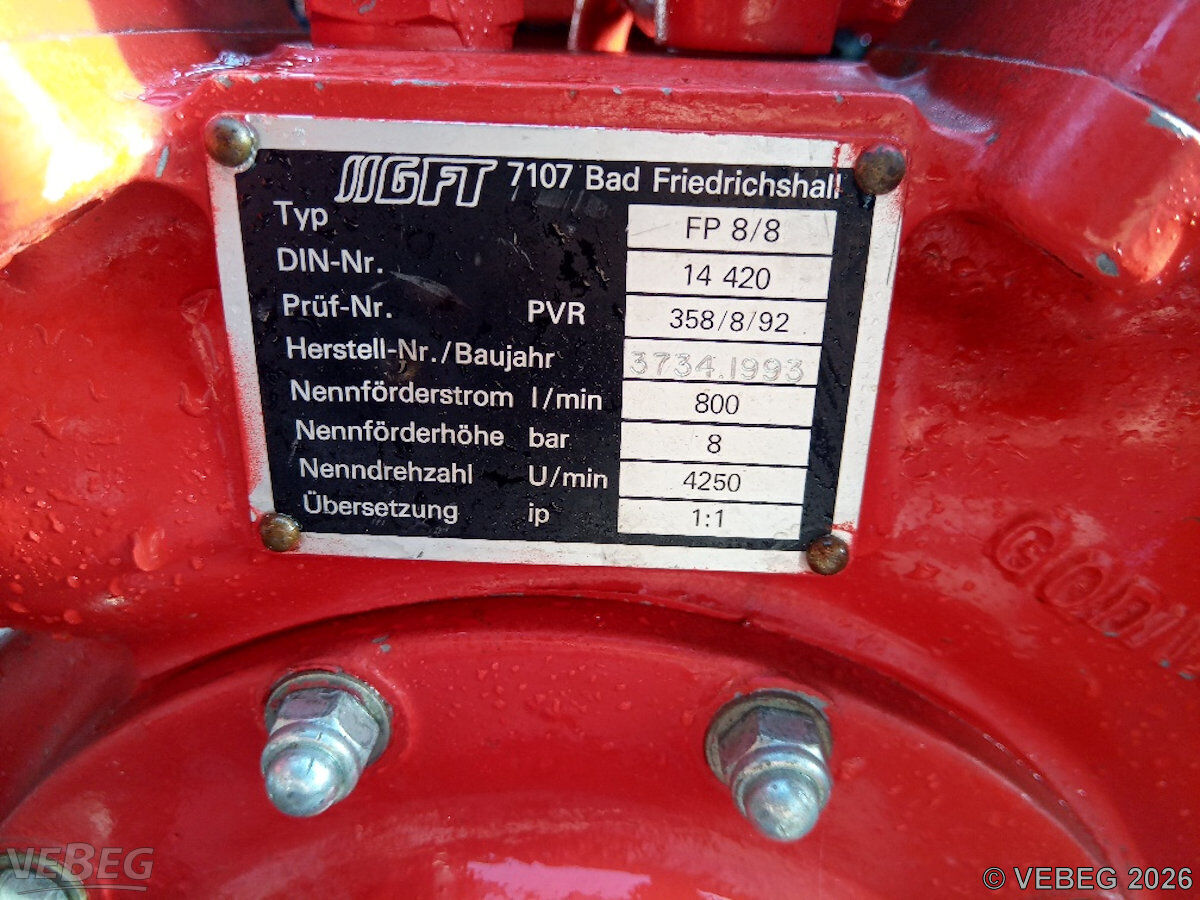 GFT 7107 Bad Friedrichshall
Typ FP 8/8
DIN-Nr. 14 420
Prüf-Nr. PVR 358/8/92
Herstell-Nr./Baujahr 3734.1993
Nennförderstrom l/min 800
Nennförderhöhe bar 8
Nenndrehzahl U/min 4250
Übersetzung ip 1:1
VEBEG
© VEBEG 2026